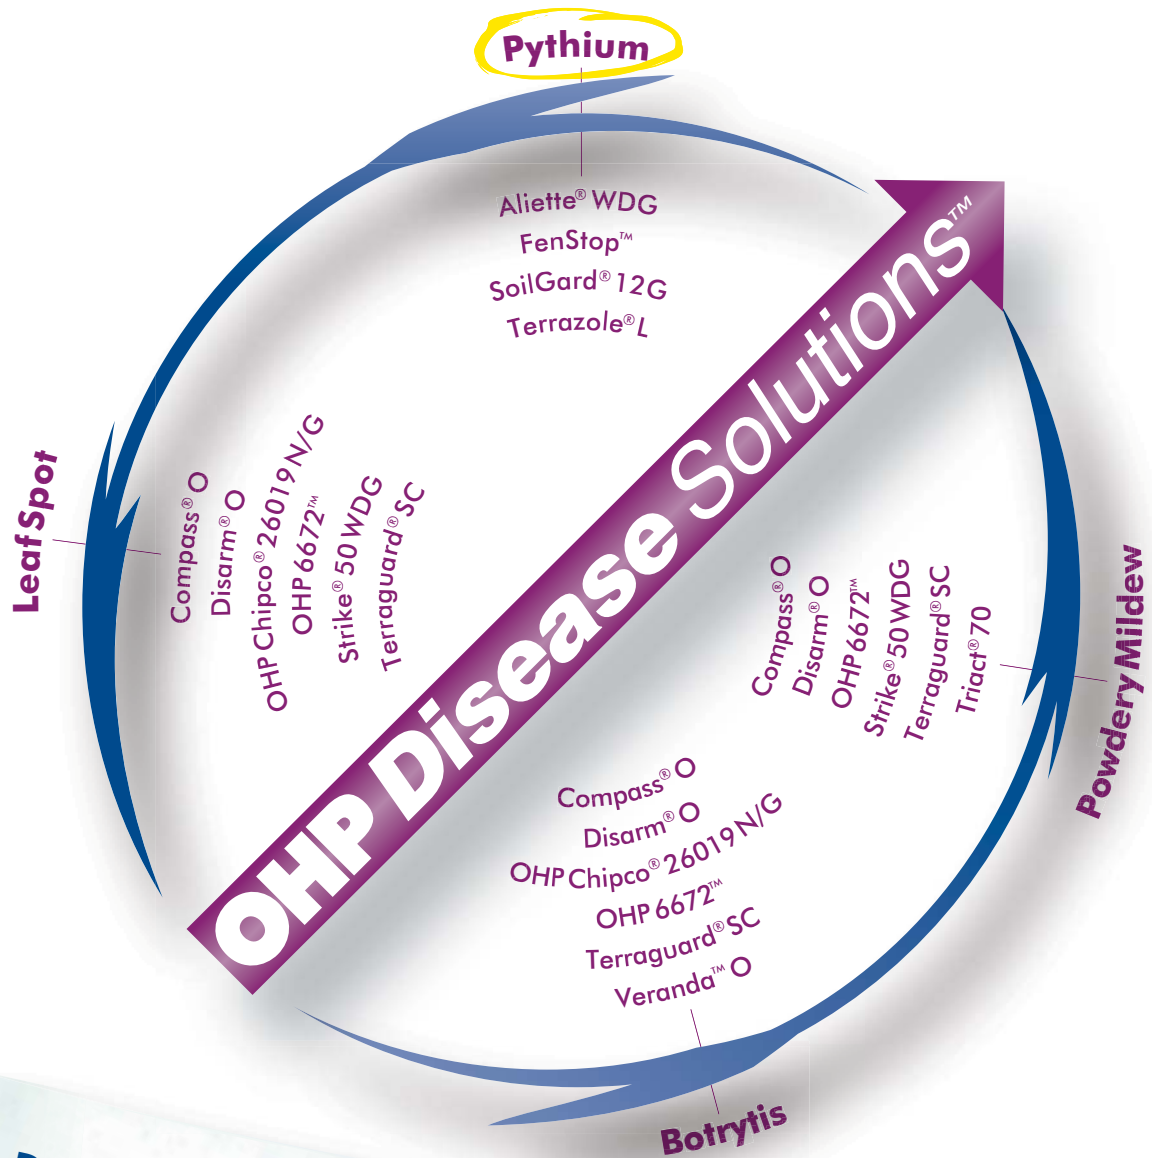 Pythium
Aliette® WDG
FenStop™
SoilGard® 12G
Terrazole® L
OHP Disease Solutions™
Leaf Spot
Compass® O
Disarm® O
OHP Chipco® 26019 N/G
OHP 6672™
Strike® 50 WDG
Terraguard® SC
Compass® O
Disarm® O
OHP 6672™
Strike® 50 WDG
Terraguard® SC
Triact® 70
Powdery Mildew
Compass® O
Disarm® O
OHP Chipco® 26019 N/G
OHP 6672™
Terraguard® SC
Veranda™ O
Botrytis